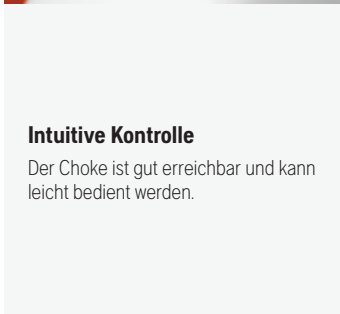 Intuitive Kontrolle
Der Choke ist gut erreichbar und kann
leicht bedient werden.